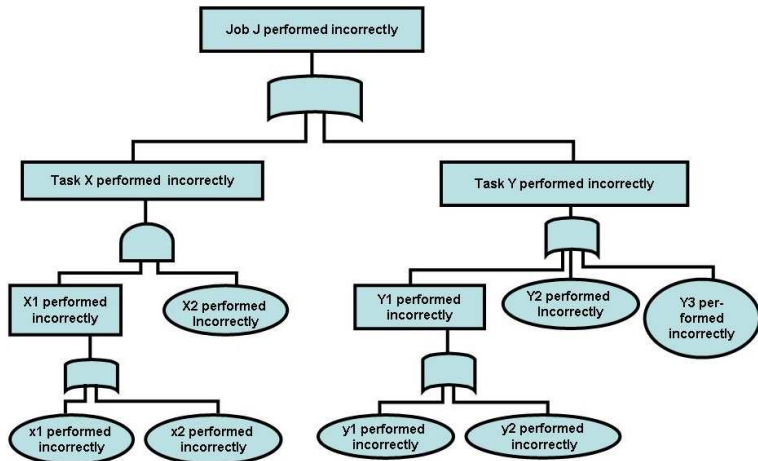 Job J performed incorrectly
Task X performed incorrectly
Task Y performed incorrectly
X1 performed
incorrectly
X2 performed
Incorrectly
Y1 performed
incorrectly
Y2 performed
Incorrectly
Y3 per-
formed
incorrectly
x1 performed
incorrectly
x2 performed
incorrectly
y1 performed
incorrectly
y2 performed
incorrectly